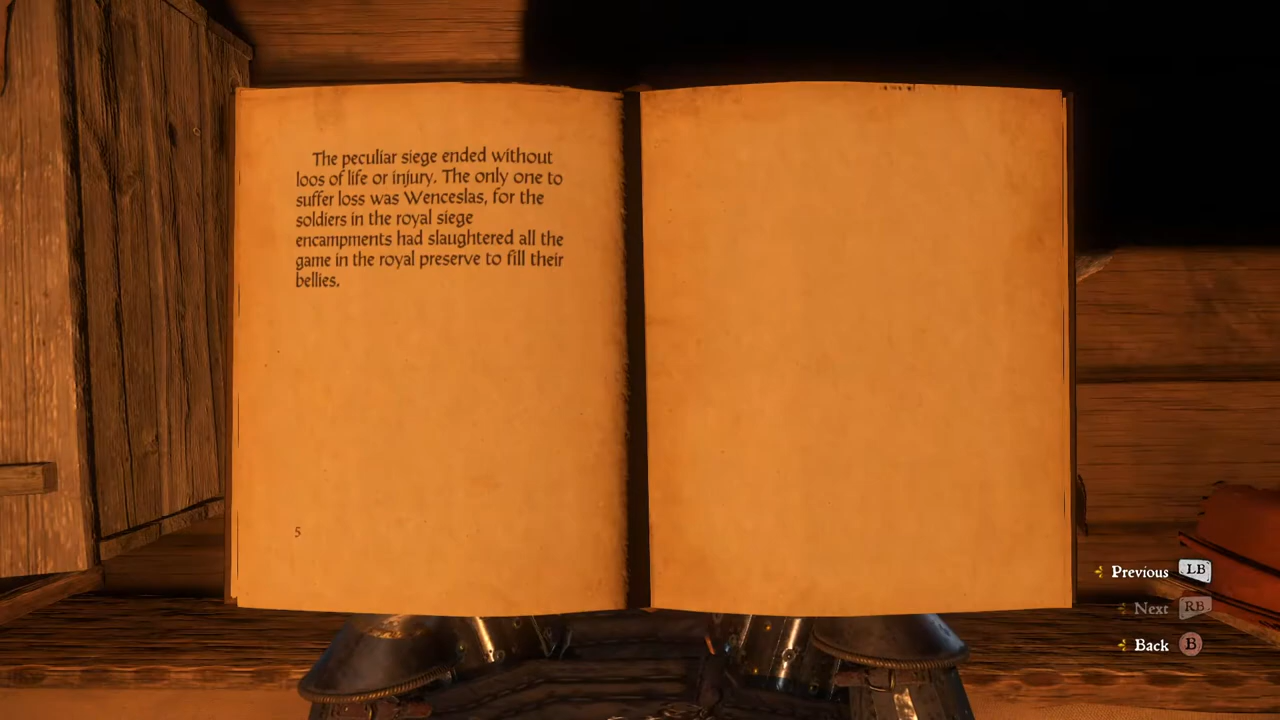 The peculiar siege ended without
loos of life or injury. The only one to
suffer loss was Wenceslas, for the
soldiers in the royal siege
encampments had slaughtered all the
game in the royal preserve to fill their
bellies.
5
Previous LB
Next RB
Back B